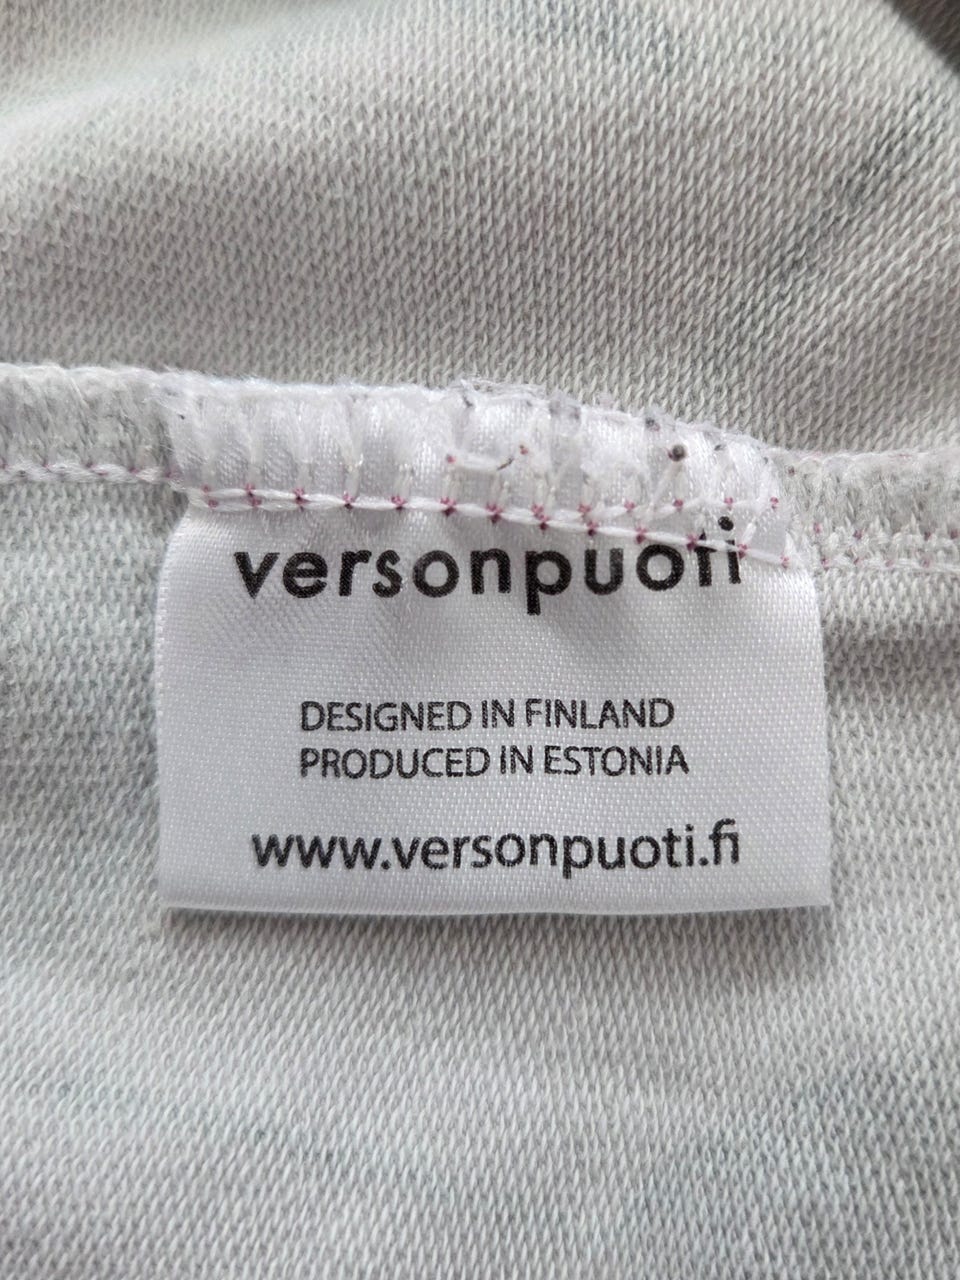 versonpuoti
DESIGNED IN FINLAND
PRODUCED IN ESTONIA
www.versonpuoti.fi